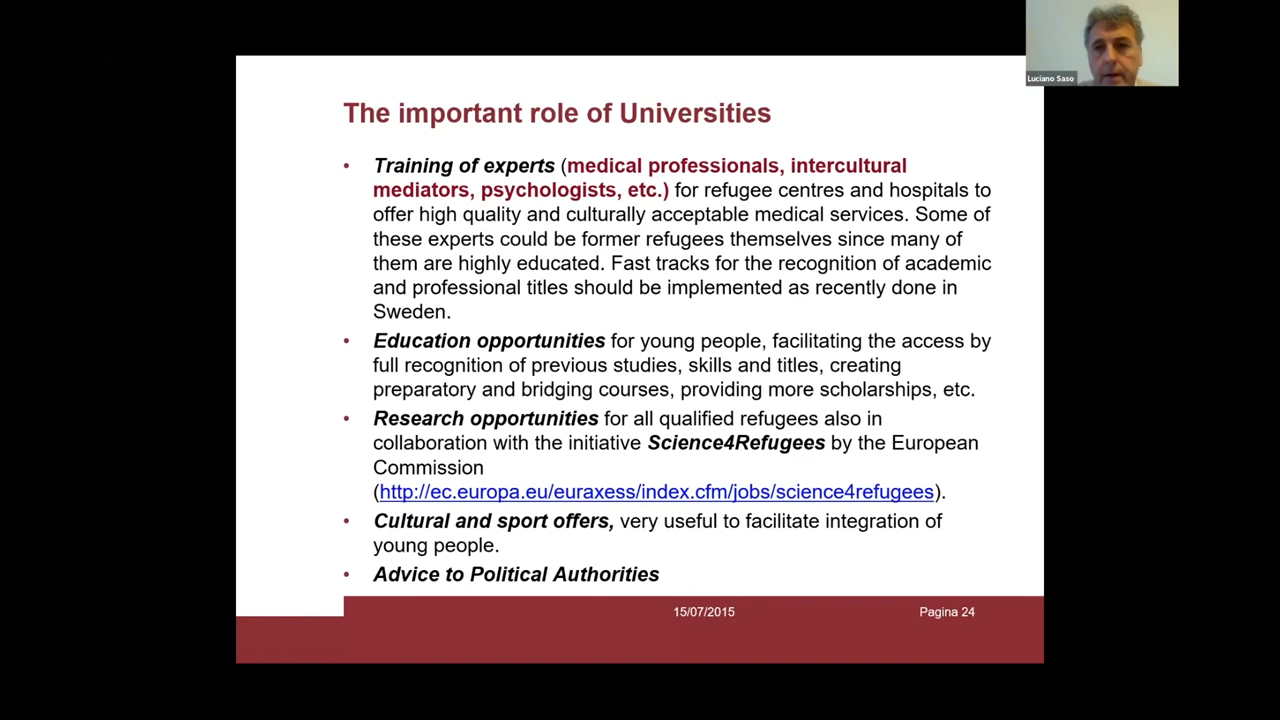 Luciano Saso
The important role of Universities
• Training of experts (medical professionals, intercultural
mediators, psychologists, etc.) for refugee centres and hospitals to
offer high quality and culturally acceptable medical services. Some of
these experts could be former refugees themselves since many of
them are highly educated. Fast tracks for the recognition of academic
and professional titles should be implemented as recently done in
Sweden.
• Education opportunities for young people, facilitating the access by
full recognition of previous studies, skills and titles, creating
preparatory and bridging courses, providing more scholarships, etc.
• Research opportunities for all qualified refugees also in
collaboration with the initiative Science4Refugees by the European
Commission
(http://ec.europa.eu/euraxess/index.cfm/jobs/science4refugees).
• Cultural and sport offers, very useful to facilitate integration of
young people.
• Advice to Political Authorities
15/07/2015 Pagina 24